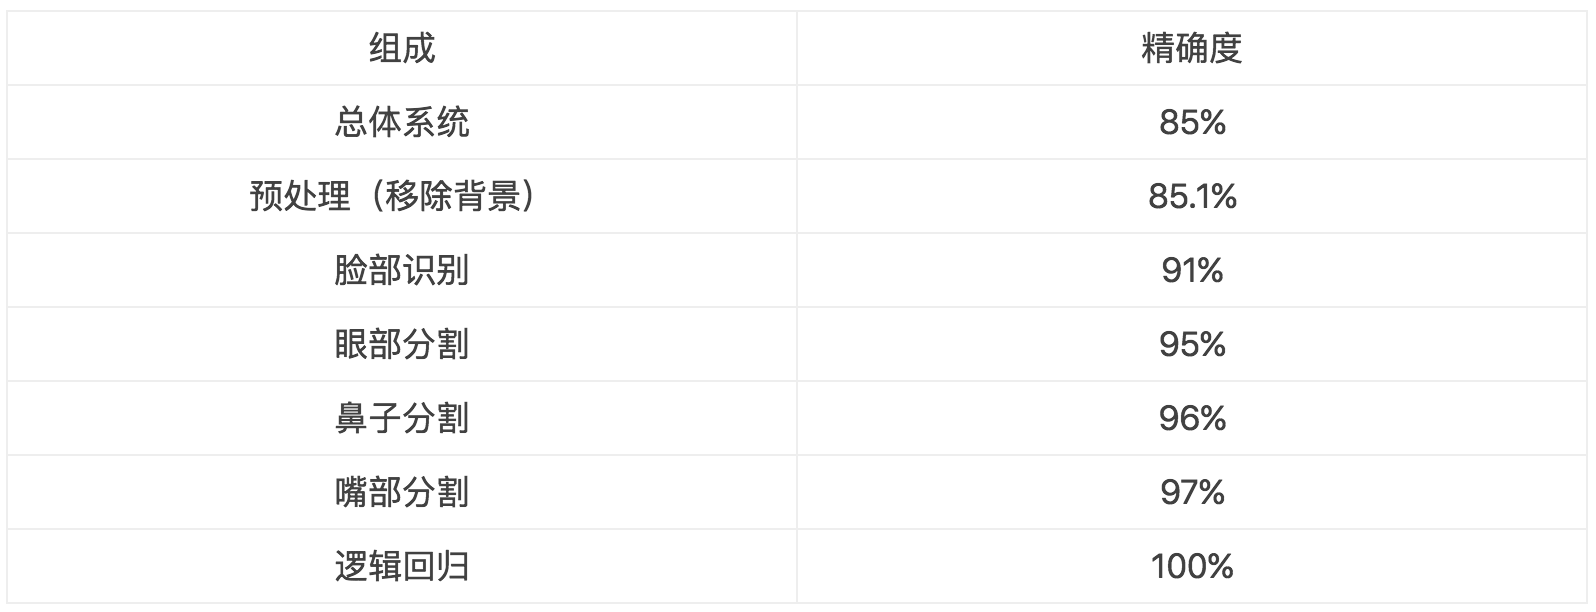 组成 精确度
总体系统 85%
预处理（移除背景） 85.1%
脸部识别 91%
眼部分割 95%
鼻子分割 96%
嘴部分割 97%
逻辑回归 100%